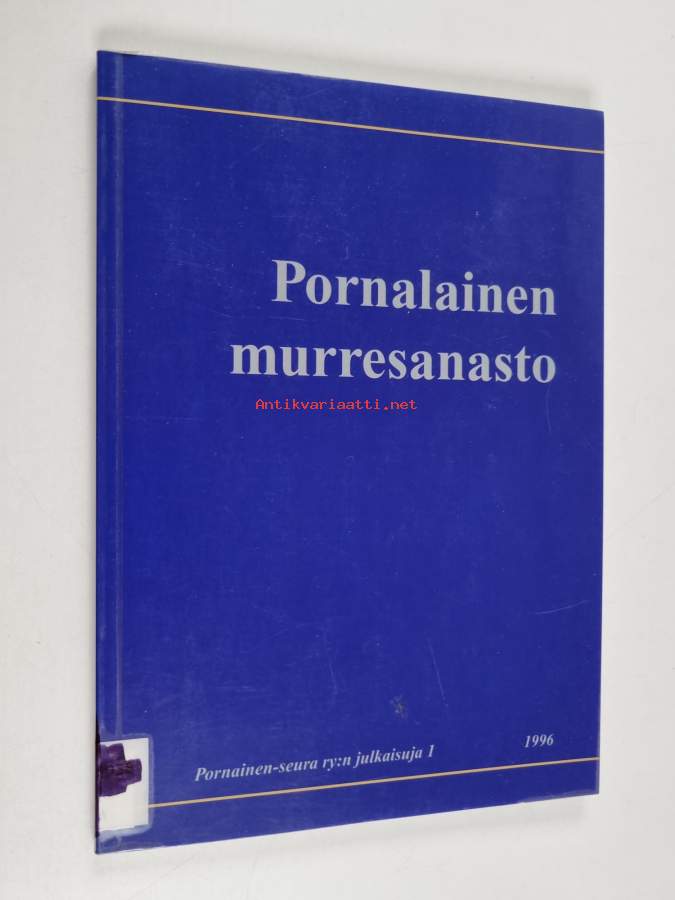 Pornalainen
murresanasto
Antikvariaatti.net
Pornainen-seura ry:n julkaisuja 1
1996